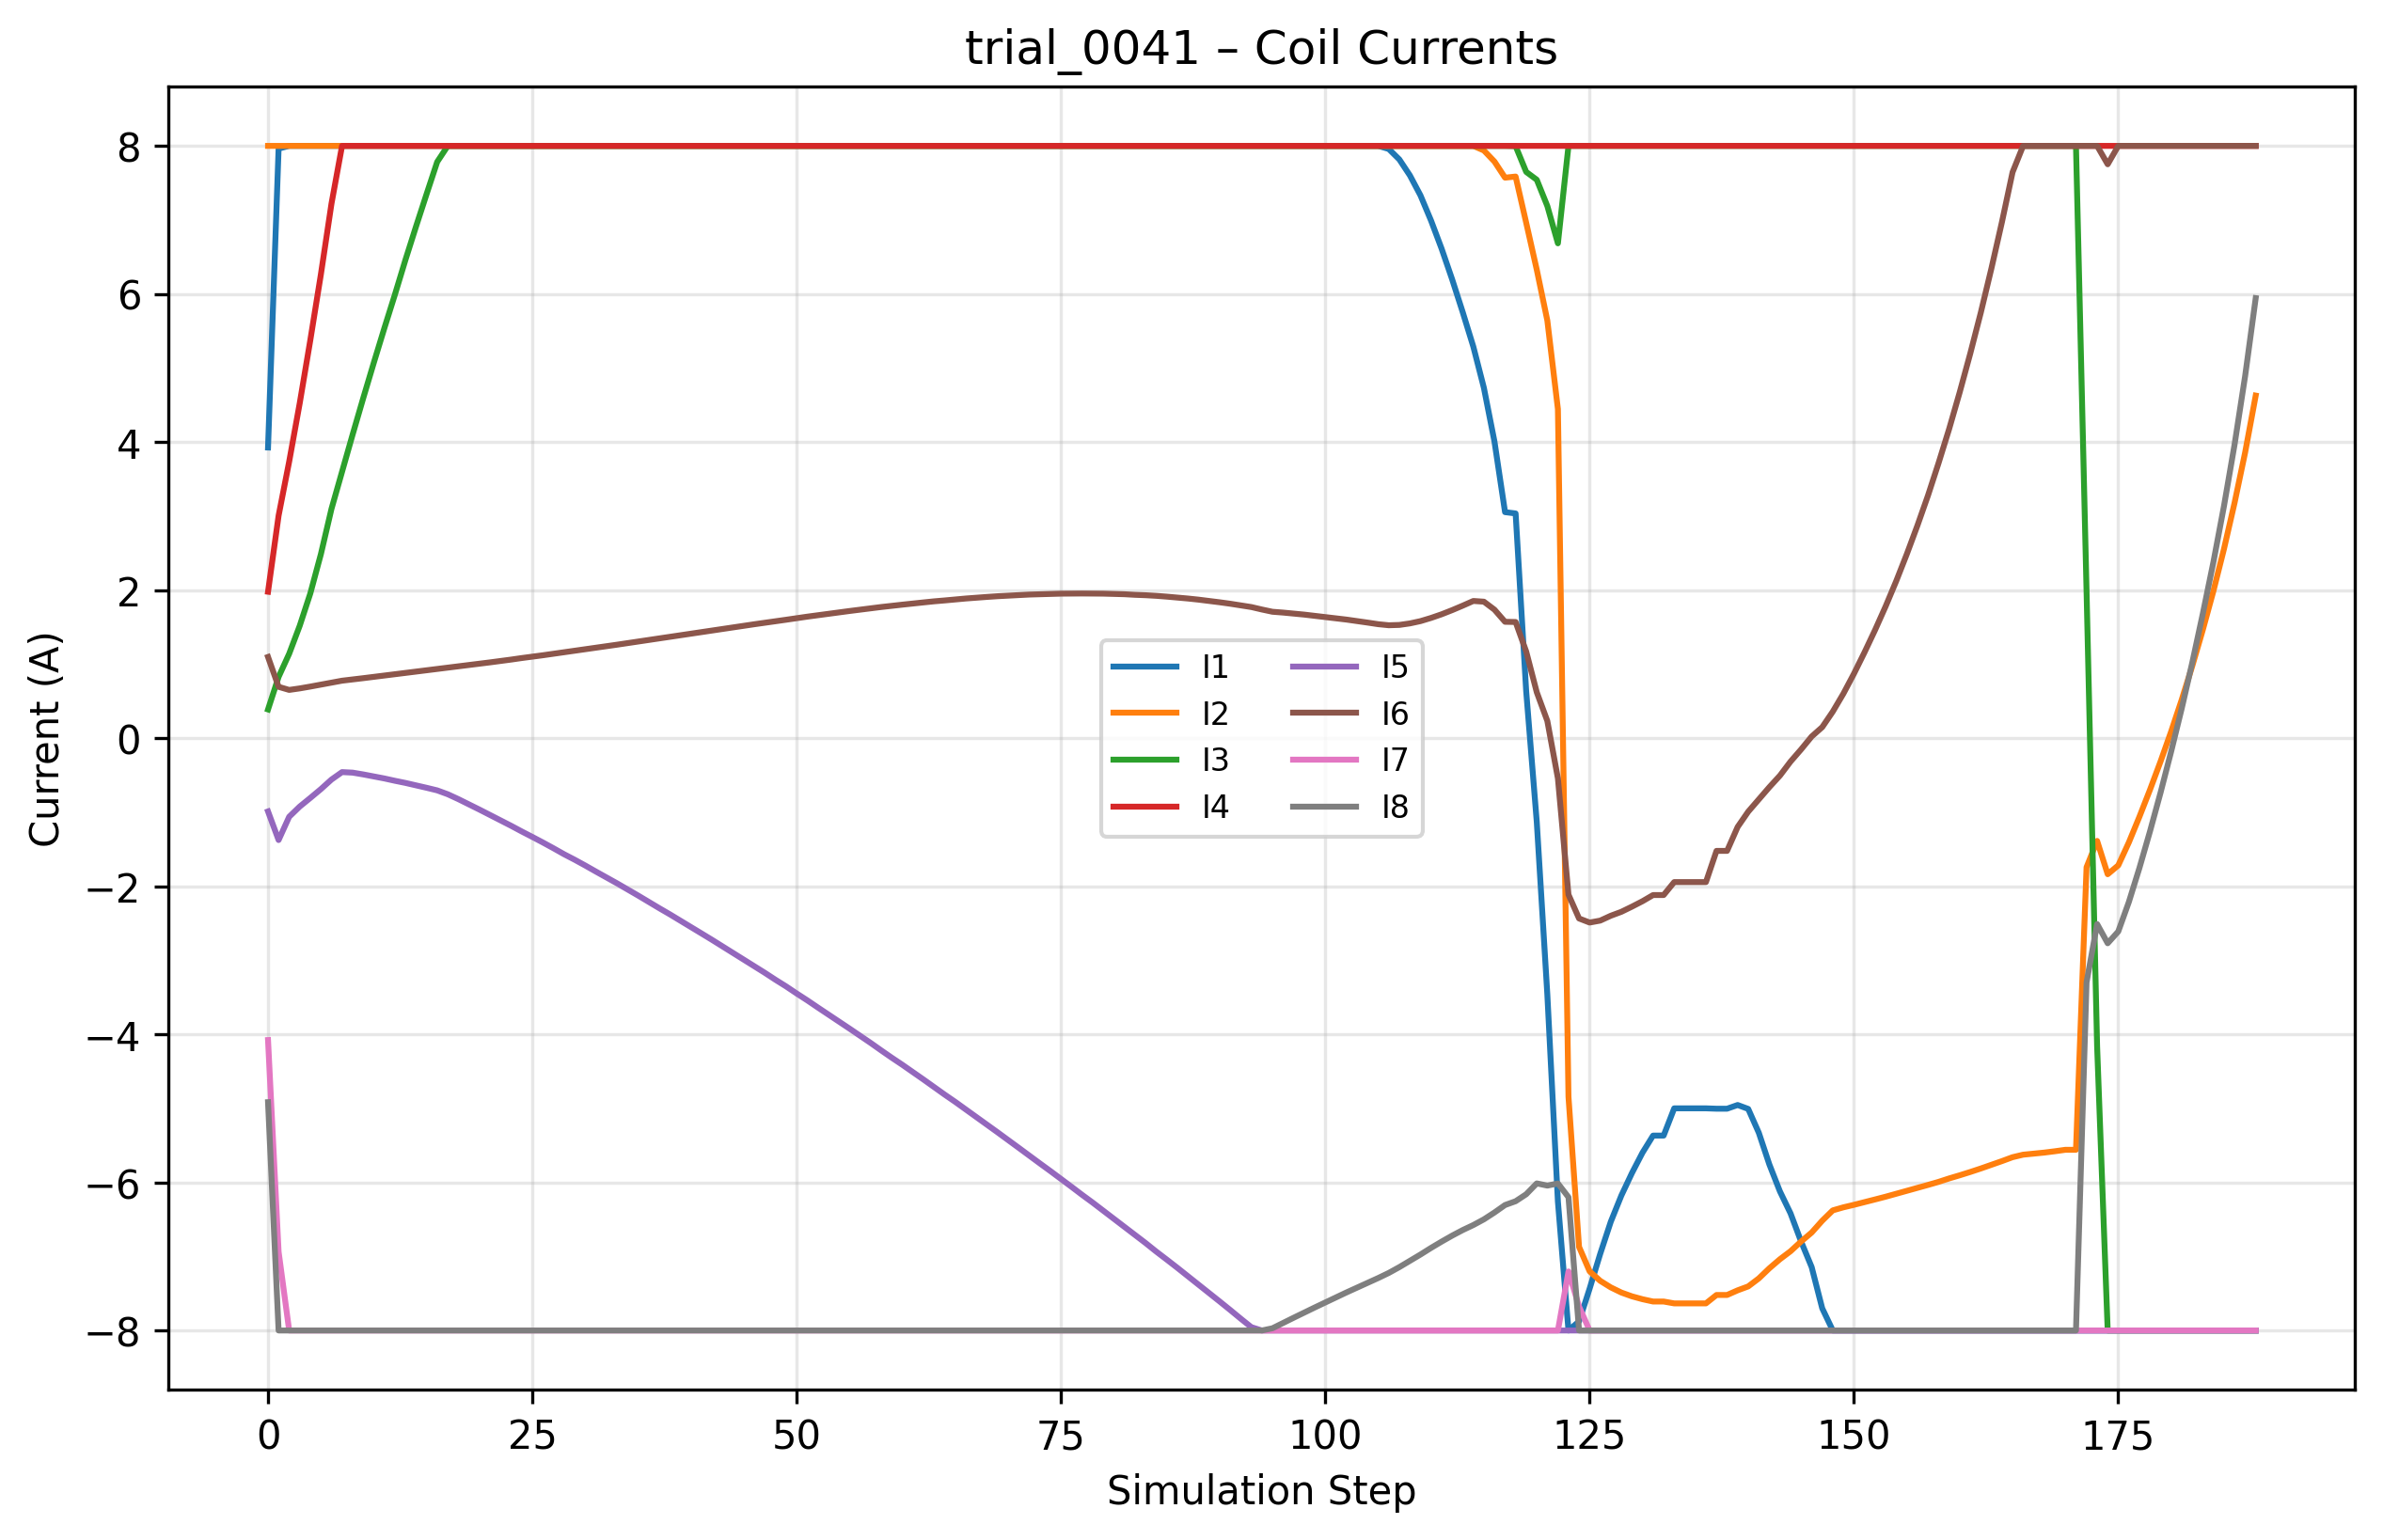 trial_0041 – Coil Currents
Current (A)
8
6
4
2
0
−2
−4
−6
−8
I1
I2
I3
I4
I5
I6
I7
I8
0 25 50 75 100 125 150 175
Simulation Step